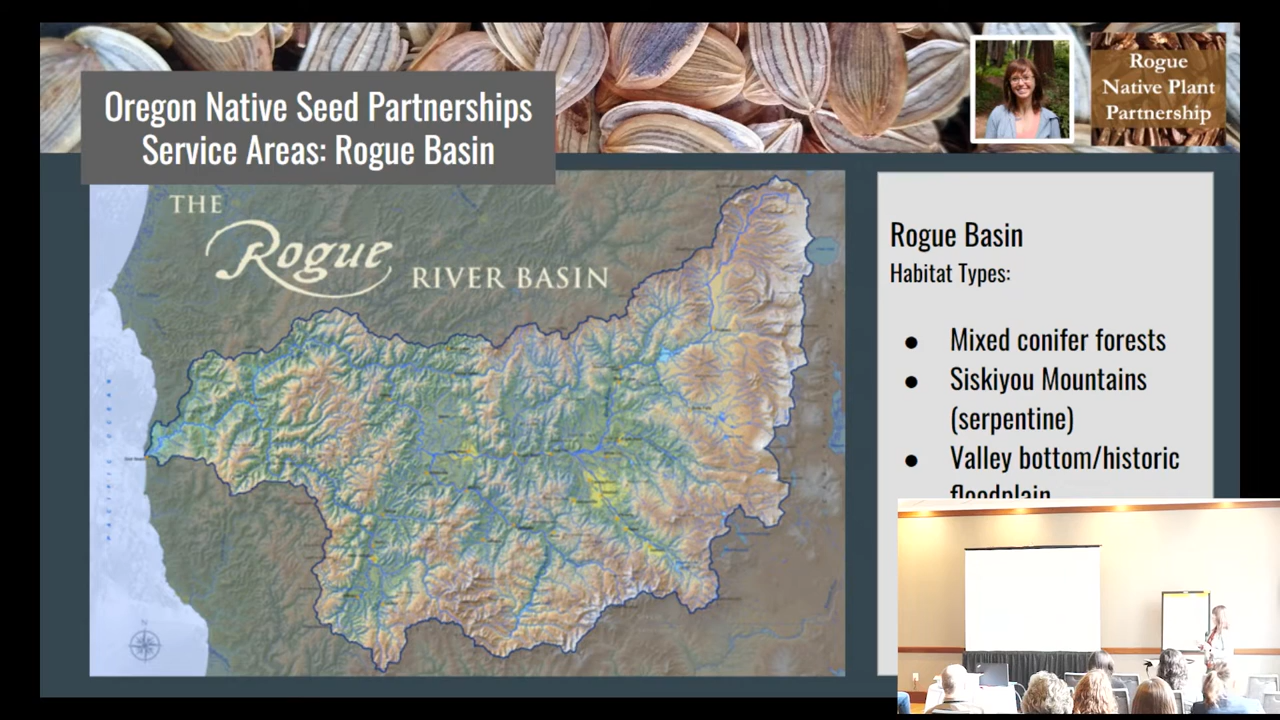 Oregon Native Seed Partnerships
Service Areas: Rogue Basin
Rogue
Native Plant
Partnership
THE
Rogue
RIVER BASIN
N
Rogue Basin
Habitat Types:
● Mixed conifer forests
● Siskiyou Mountains
(serpentine)
● Valley bottom/historic
floodplain